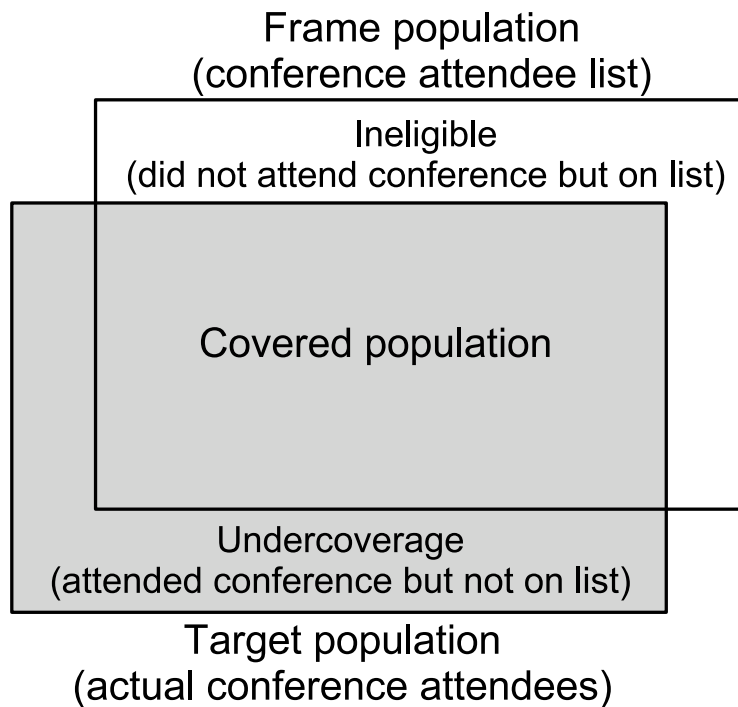 Frame population
(conference attendee list)
Ineligible
(did not attend conference but on list)
Covered population
Undercoverage
(attended conference but not on list)
Target population
(actual conference attendees)